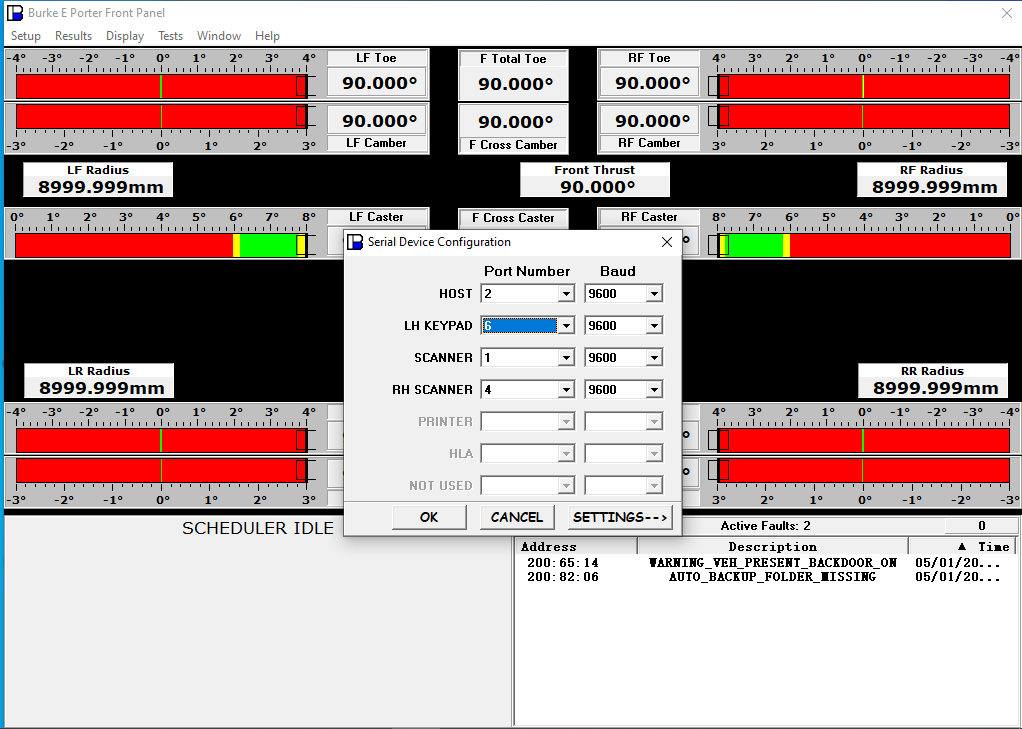 Burke E Porter Front Panel
Setup Results Display Tests Window Help
-4° -3° -2° -1° 0° 1° 2° 3° 4° LF Toe F Total Toe RF Toe 4° 3° 2° 1° 0° -1° -2° -3° -4°
90.000° 90.000° 90.000°
90.000° 90.000° 90.000°
-3° -2° -1° 0° 1° 2° 3° LF Camber F Cross Camber RF Camber 3° 2° 1° 0° -1° -2° -3°
LF Radius Front Thrust RF Radius
8999.999mm 90.000° 8999.999mm
0° 1° 2° 3° 4° 5° 6° 7° 8° LF Caster F Cross Caster RF Caster 8° 7° 6° 5° 4° 3° 2° 1° 0°
Serial Device Configuration
Port Number Baud
HOST 2 9600
LH KEYPAD 6 9600
SCANNER 1 9600
RH SCANNER 4 9600
PRINTER
HLA
NOT USED
OK CANCEL SETTINGS-->
LR Radius RR Radius
8999.999mm 8999.999mm
-4° -3° -2° -1° 0° 1° 2° 3° 4° 4° 3° 2° 1° 0° -1° -2° -3° -4°
-3° -2° -1° 0° 1° 2° 3° 3° 2° 1° 0° -1° -2° -3°
SCHEDULER IDLE
Active Faults: 2 0
Address Description ▲ Time
200:65:14 WARNING_VEH_PRESENT_BACKDOOR_ON 05/01/20...
200:82:06 AUTO_BACKUP_FOLDER_MISSING 05/01/20...